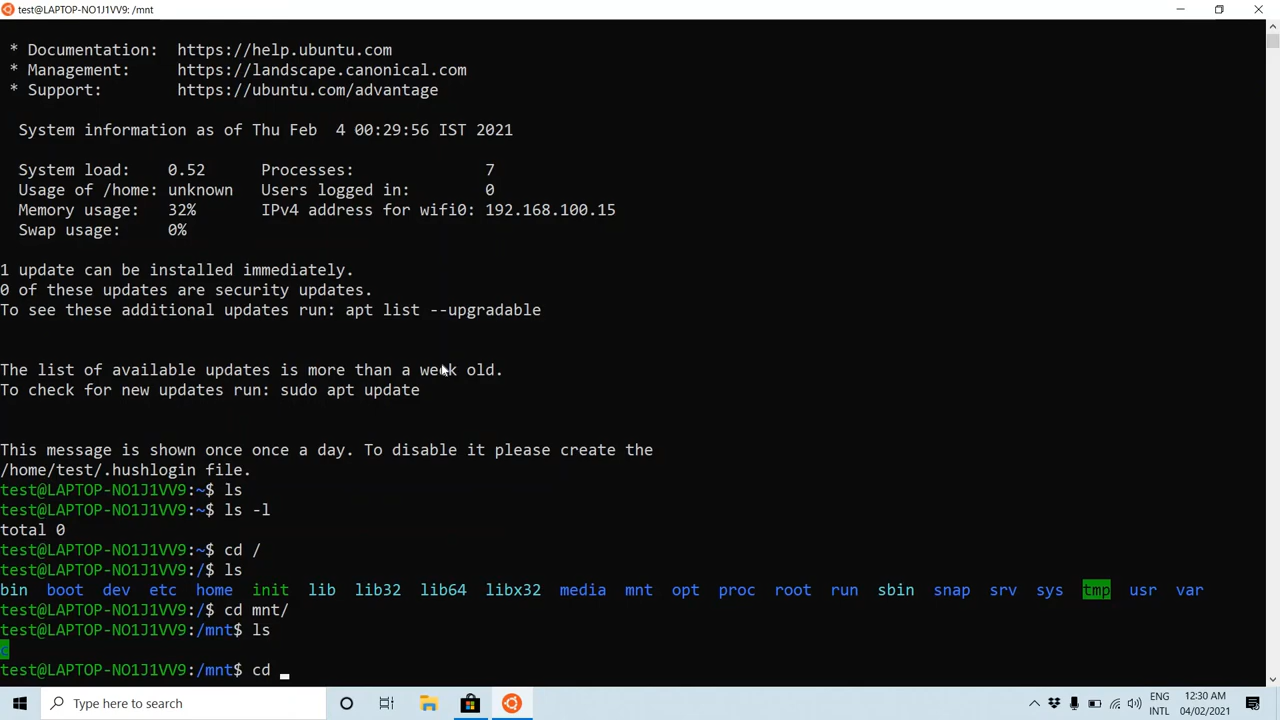 test@LAPTOP-NO1J1VV9: /mnt
* Documentation: https://help.ubuntu.com
* Management: https://landscape.canonical.com
* Support: https://ubuntu.com/advantage
System information as of Thu Feb 4 00:29:56 IST 2021
System load: 0.52 Processes: 7
Usage of /home: unknown Users logged in: 0
Memory usage: 32% IPv4 address for wifi0: 192.168.100.15
Swap usage: 0%
1 update can be installed immediately.
0 of these updates are security updates.
To see these additional updates run: apt list --upgradable
The list of available updates is more than a week old.
To check for new updates run: sudo apt update
This message is shown once once a day. To disable it please create the
/home/test/.hushlogin file.
test@LAPTOP-NO1J1VV9:~$ ls
test@LAPTOP-NO1J1VV9:~$ ls -l
total 0
test@LAPTOP-NO1J1VV9:~$ cd /
test@LAPTOP-NO1J1VV9:/$ ls
bin boot dev etc home init lib lib32 lib64 libx32 media mnt opt proc root run sbin snap srv sys tmp usr var
test@LAPTOP-NO1J1VV9:/$ cd mnt/
test@LAPTOP-NO1J1VV9:/mnt$ ls
c
test@LAPTOP-NO1J1VV9:/mnt$ cd _
Type here to search
ENG 12:30 AM
INTL 04/02/2021